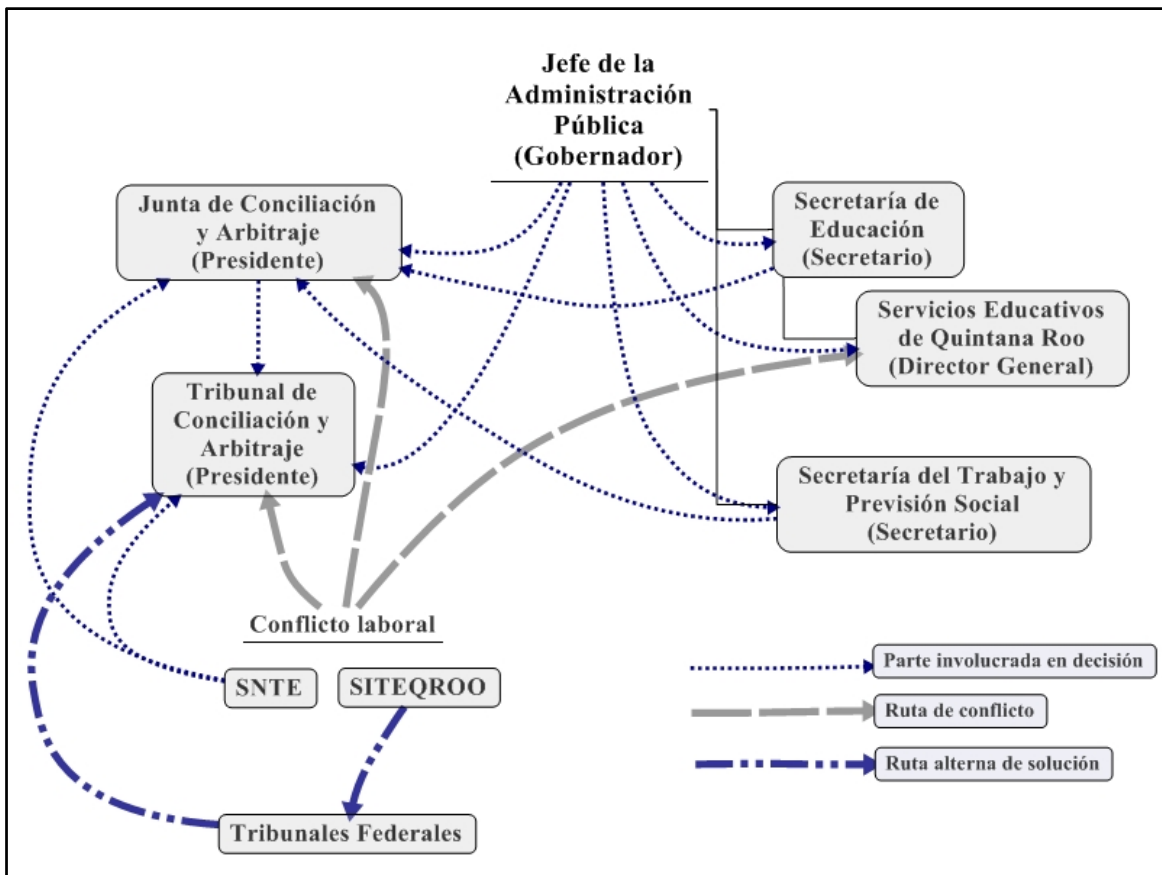 Jefe de la
Administración
Pública
(Gobernador)
Junta de Conciliación
y Arbitraje
(Presidente)
Secretaría de
Educación
(Secretario)
Servicios Educativos
de Quintana Roo
(Director General)
Tribunal de
Conciliación y
Arbitraje
(Presidente)
Secretaría del Trabajo y
Previsión Social
(Secretario)
Conflicto laboral
SNTE
SITEQROO
Tribunales Federales
Parte involucrada en decisión
Ruta de conflicto
Ruta alterna de solución